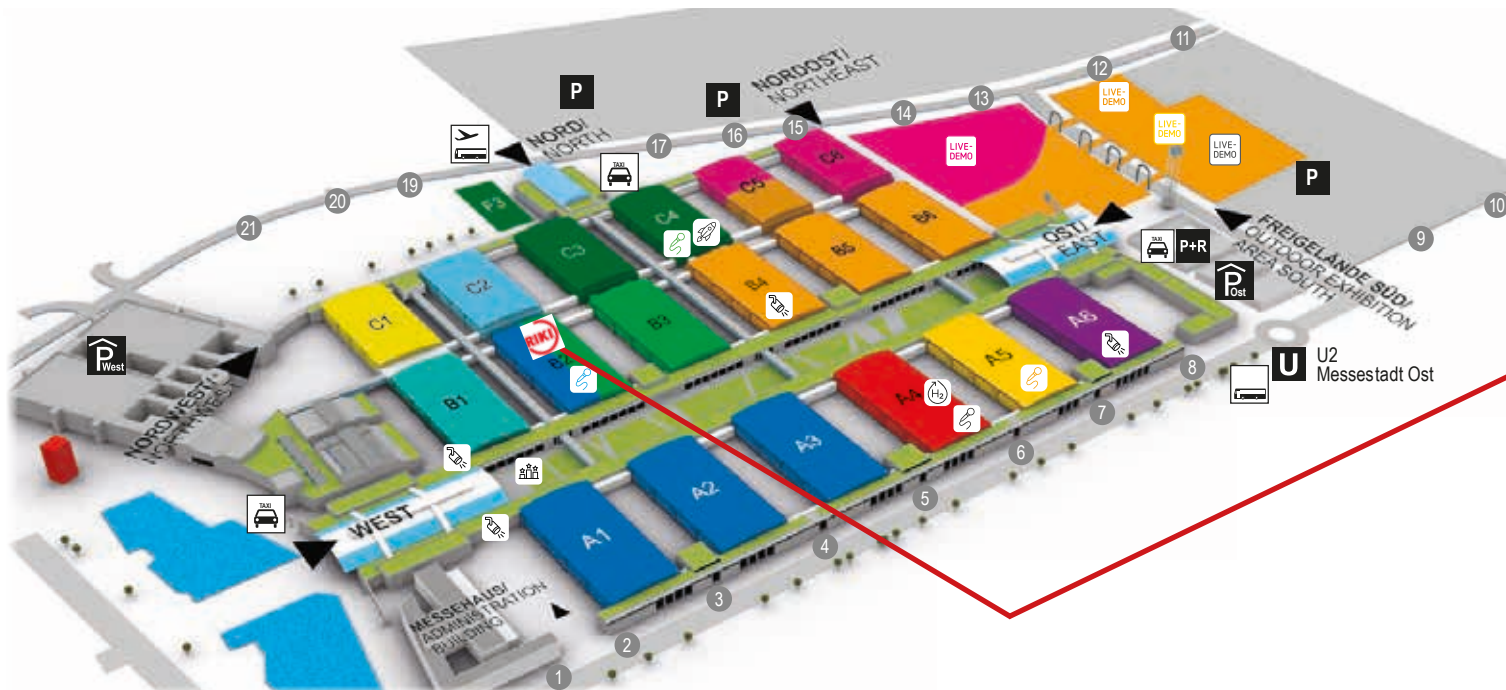 11
12
LIVE-
DEMO
NORDOST/
NORTHEAST
P
P
13
14
15
16
17
LIVE-
DEMO
LIVE-
DEMO
LIVE-
DEMO
NORD/
NORTH
TAXI
C6
C5
P
19
20
21
F3
C4
B6
10
9
C3
B5
OST/
EAST
TAXI
P+R
FREIGELÄNDE SÜD/
OUTDOOR EXHIBITION
AREA SOUTH
P
Ost
C2
B4
C1
B3
A6
RIKI
B2
P
West
A5
8
U
U2
Messestadt Ost
NORDWEST/
B1
A4
H2
7
A3
6
A2
5
TAXI
WEST
A1
4
MESSEHAUS/
ADMINISTRATION
BUILDING
3
2
1